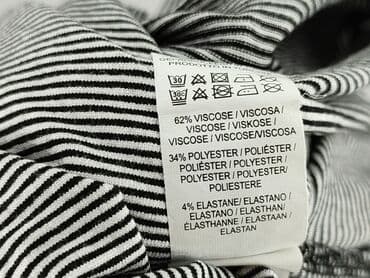 30
62% VISCOSE / VISCOSA /
VISCOSE / VISKOSE /
VISCOSE / VISCOSE/VISCOSA
34% POLYESTER / POLIÉSTER /
POLIÉSTER / POLYESTER /
POLYESTER / POLYESTER/
POLIESTERE
4% ELASTANE/ ELASTANO /
ELASTANO / ELASTHAN/
ÉLASTHANNE / ELASTAAN/
ELASTAN